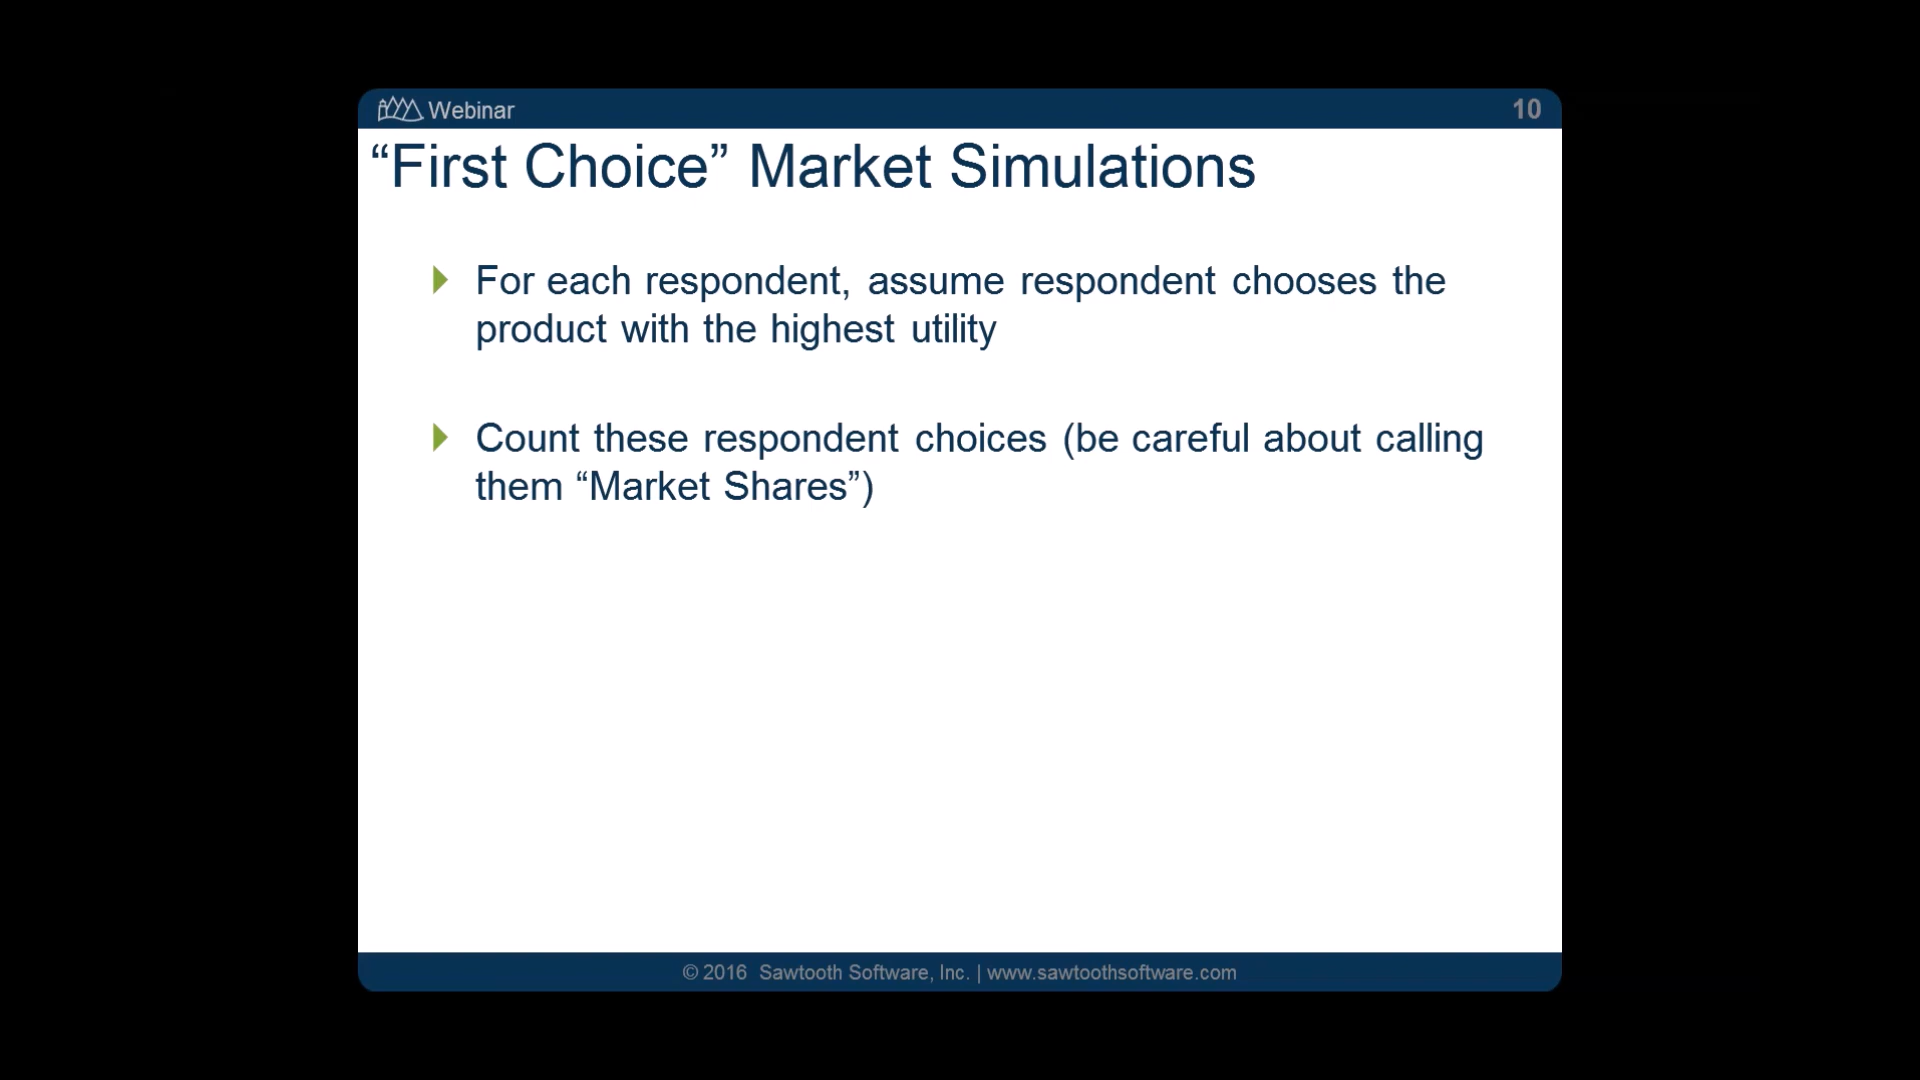 Webinar
10
“First Choice” Market Simulations
For each respondent, assume respondent chooses the
product with the highest utility
Count these respondent choices (be careful about calling
them “Market Shares”)
© 2016 Sawtooth Software, Inc. | www.sawtoothsoftware.com